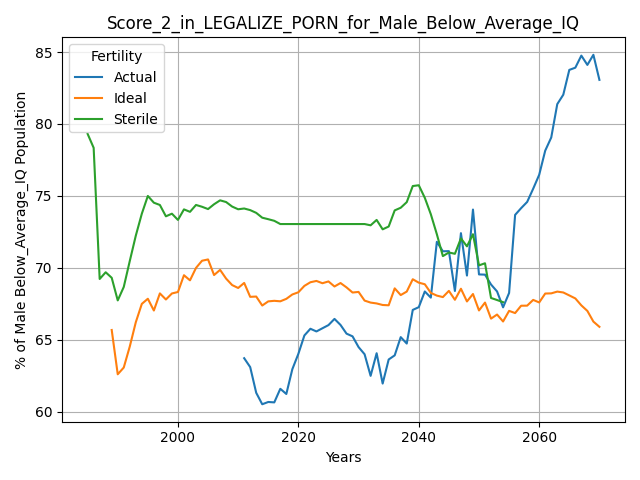 Score_2_in_LEGALIZE_PORN_for_Male_Below_Average_IQ
% of Male Below_Average_IQ Population
85
80
75
70
65
60
Fertility
Actual
Ideal
Sterile
2000
2020
2040
2060
Years